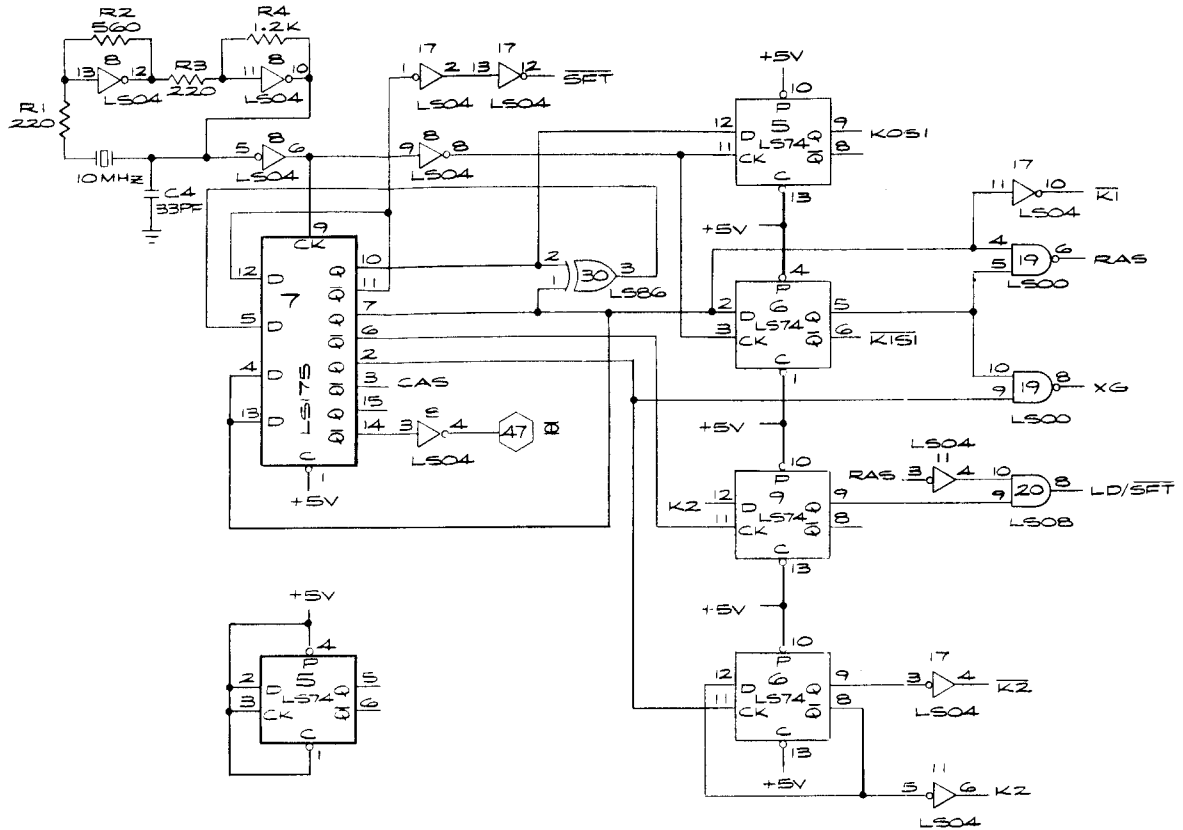 R2
560
R4
1.2K
8
13 12
LS04
R3
220
8
11 10
LS04
R1
220
10MHZ
C4
33PF
8
5 6
LS04
8
9 8
LS04
17
1 2
LS04
17
13 12
LS04
SFT
9
CK
12 D
7
5 D
4 D
13 D
LS175
C
1
+5V
10 Q
11 Q
7 Q
6 Q
2 Q
3 Q
CAS
15 Q
14 Q
2
1
30
3
LS86
8
3 4
LS04
47
Φ
+5V
10
P
5
LS74
12 D
11 CK
Q 9
Q 8
C
13
KOS1
+5V
4
P
6
LS74
2 D
3 CK
Q 5
Q 6
C
1
K1S1
17
11 10
LS04
K1
4
5
19
6
LS00
RAS
10
9
19
8
LS00
XG
+5V
10
P
9
LS74
K2
12 D
11 CK
Q 9
Q 8
C
13
LS04
11
RAS
3 4
10
9
20
8
LS08
LD/SFT
+5V
10
P
6
LS74
12 D
11 CK
Q 9
Q 8
C
13
+5V
17
3 4
LS04
K2
11
5 6
LS04
K2
+5V
4
P
5
LS74
2 D
3 CK
Q 5
Q 6
C
1